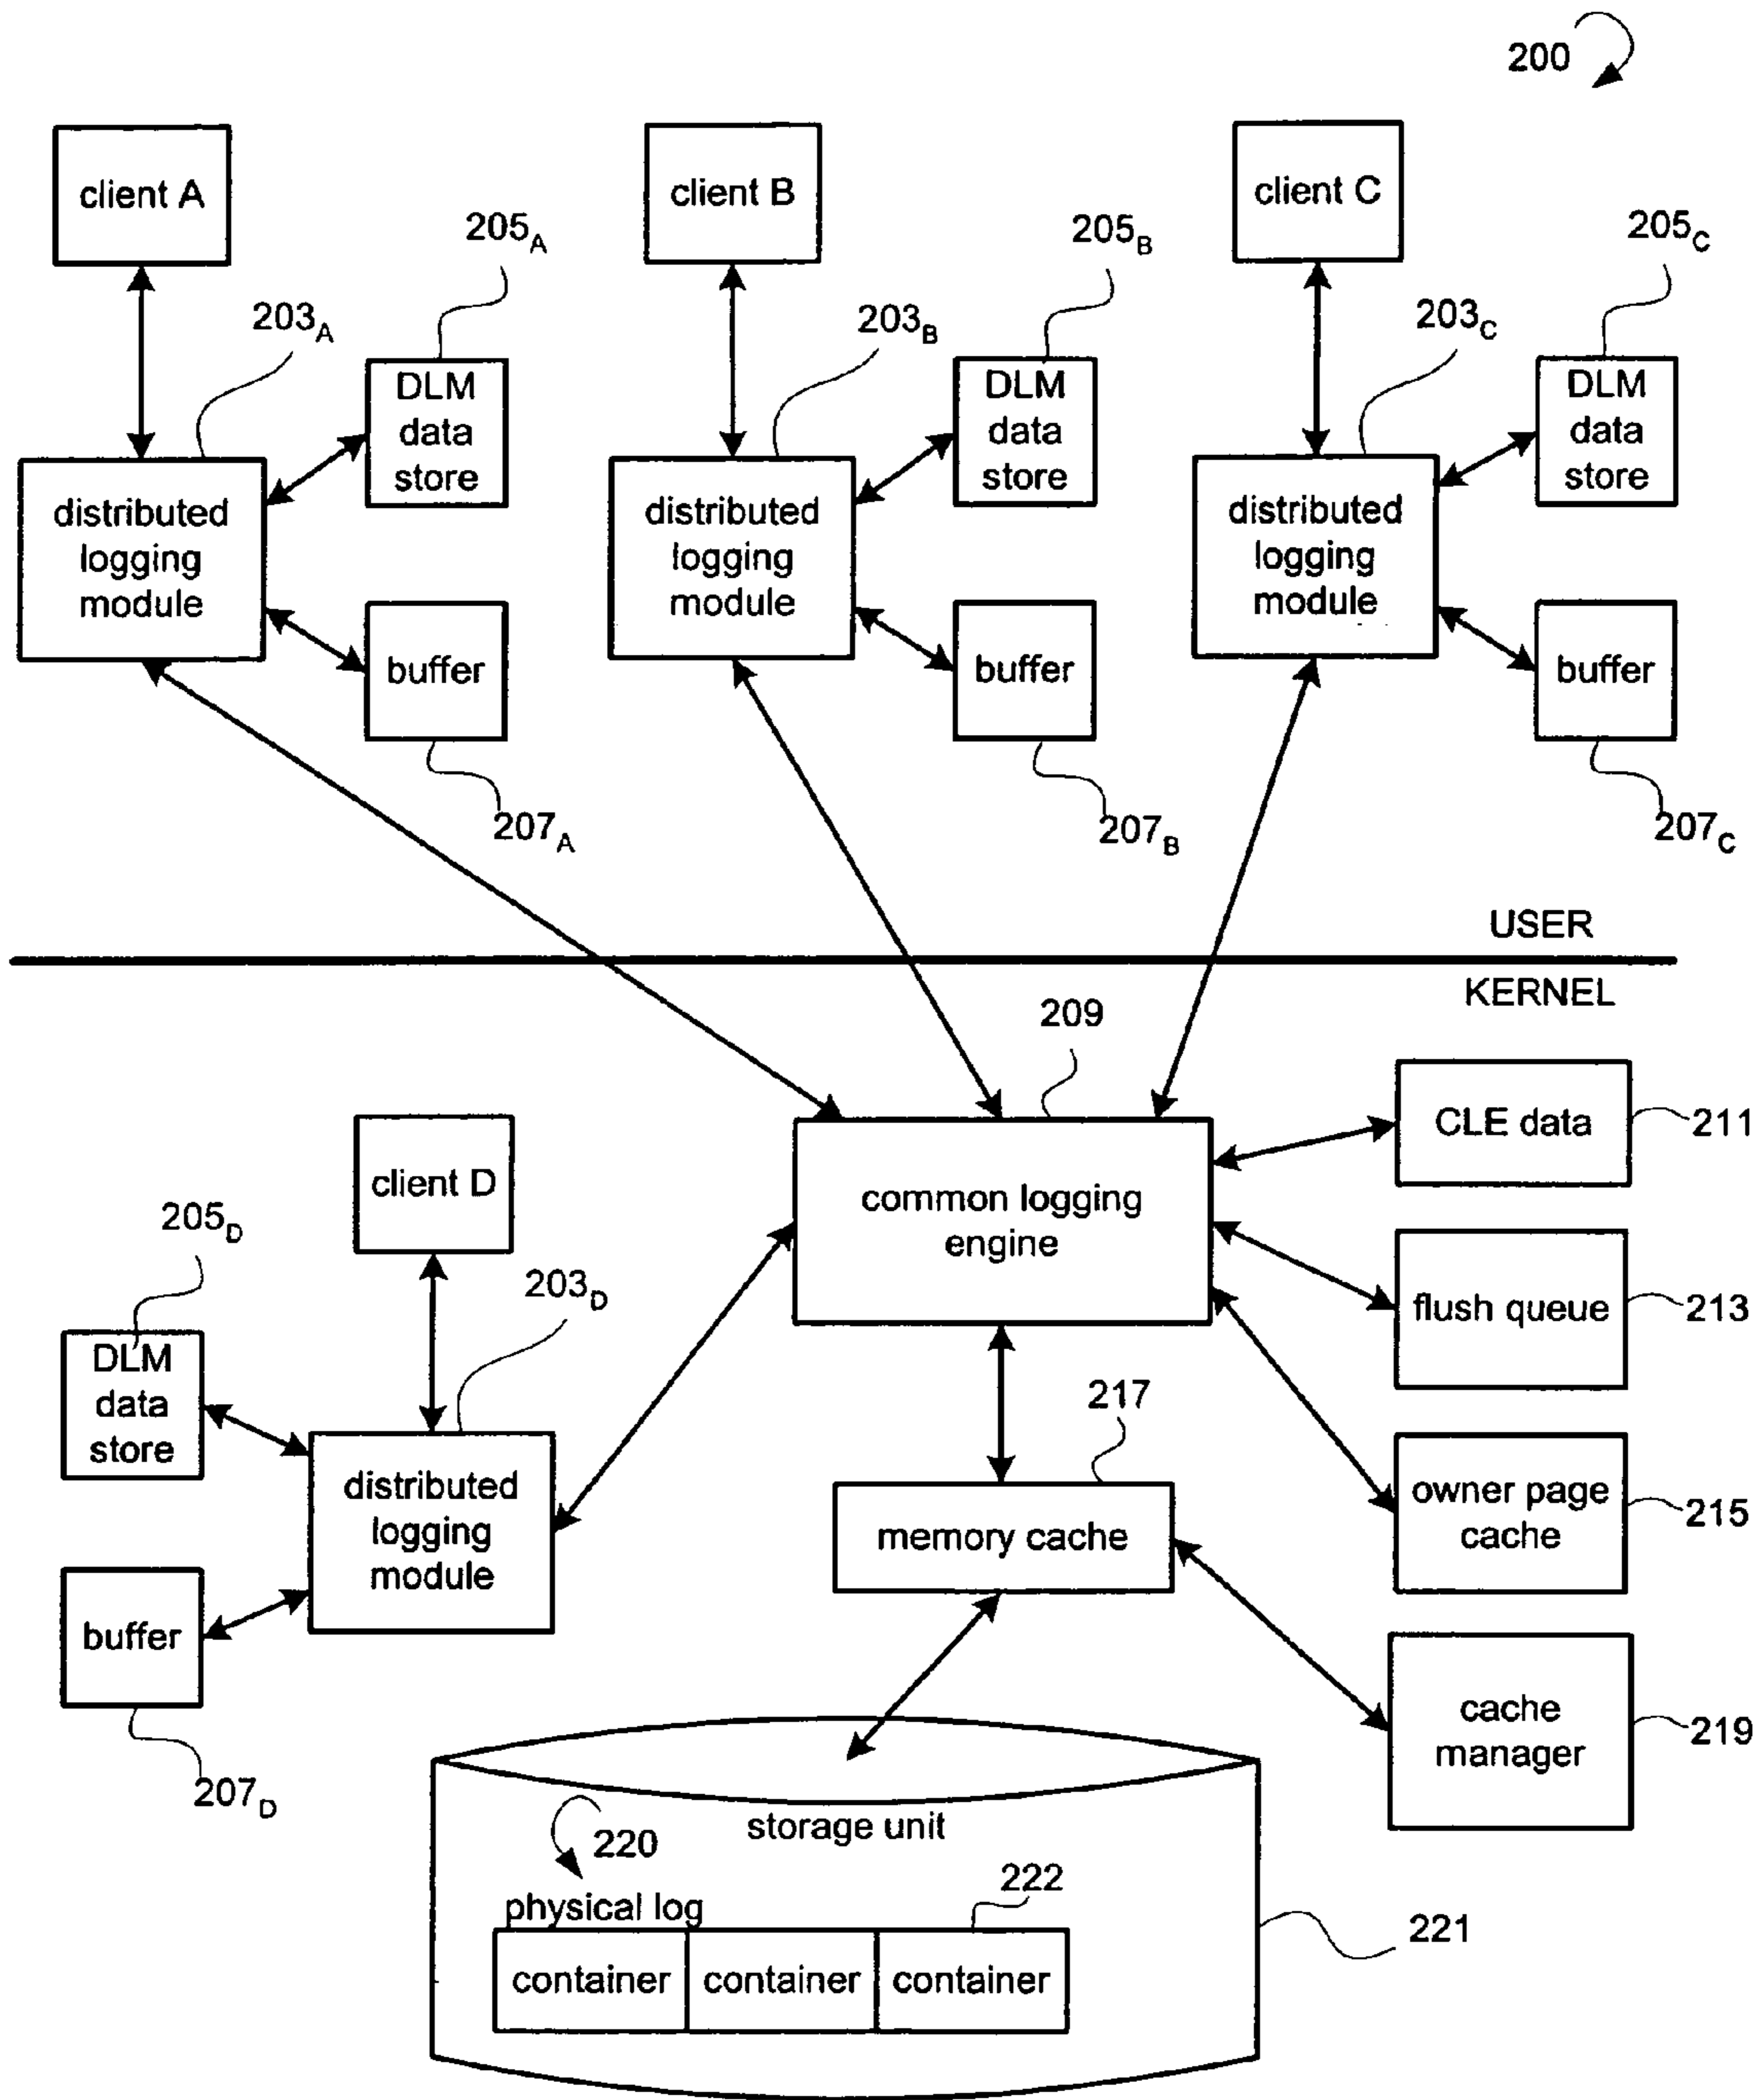 200
client A
client B
client C
205A
205B
205C
203A
203B
203C
DLM
data
store
DLM
data
store
DLM
data
store
distributed
logging
module
distributed
logging
module
distributed
logging
module
buffer
buffer
buffer
207A
207B
207C
USER
KERNEL
209
CLE data
211
client D
common logging
engine
205D
203D
flush queue
213
DLM
data
store
217
distributed
logging
module
owner page
cache
215
memory cache
buffer
cache
manager
219
207D
storage unit
220
222
physical log
221
container
container
container